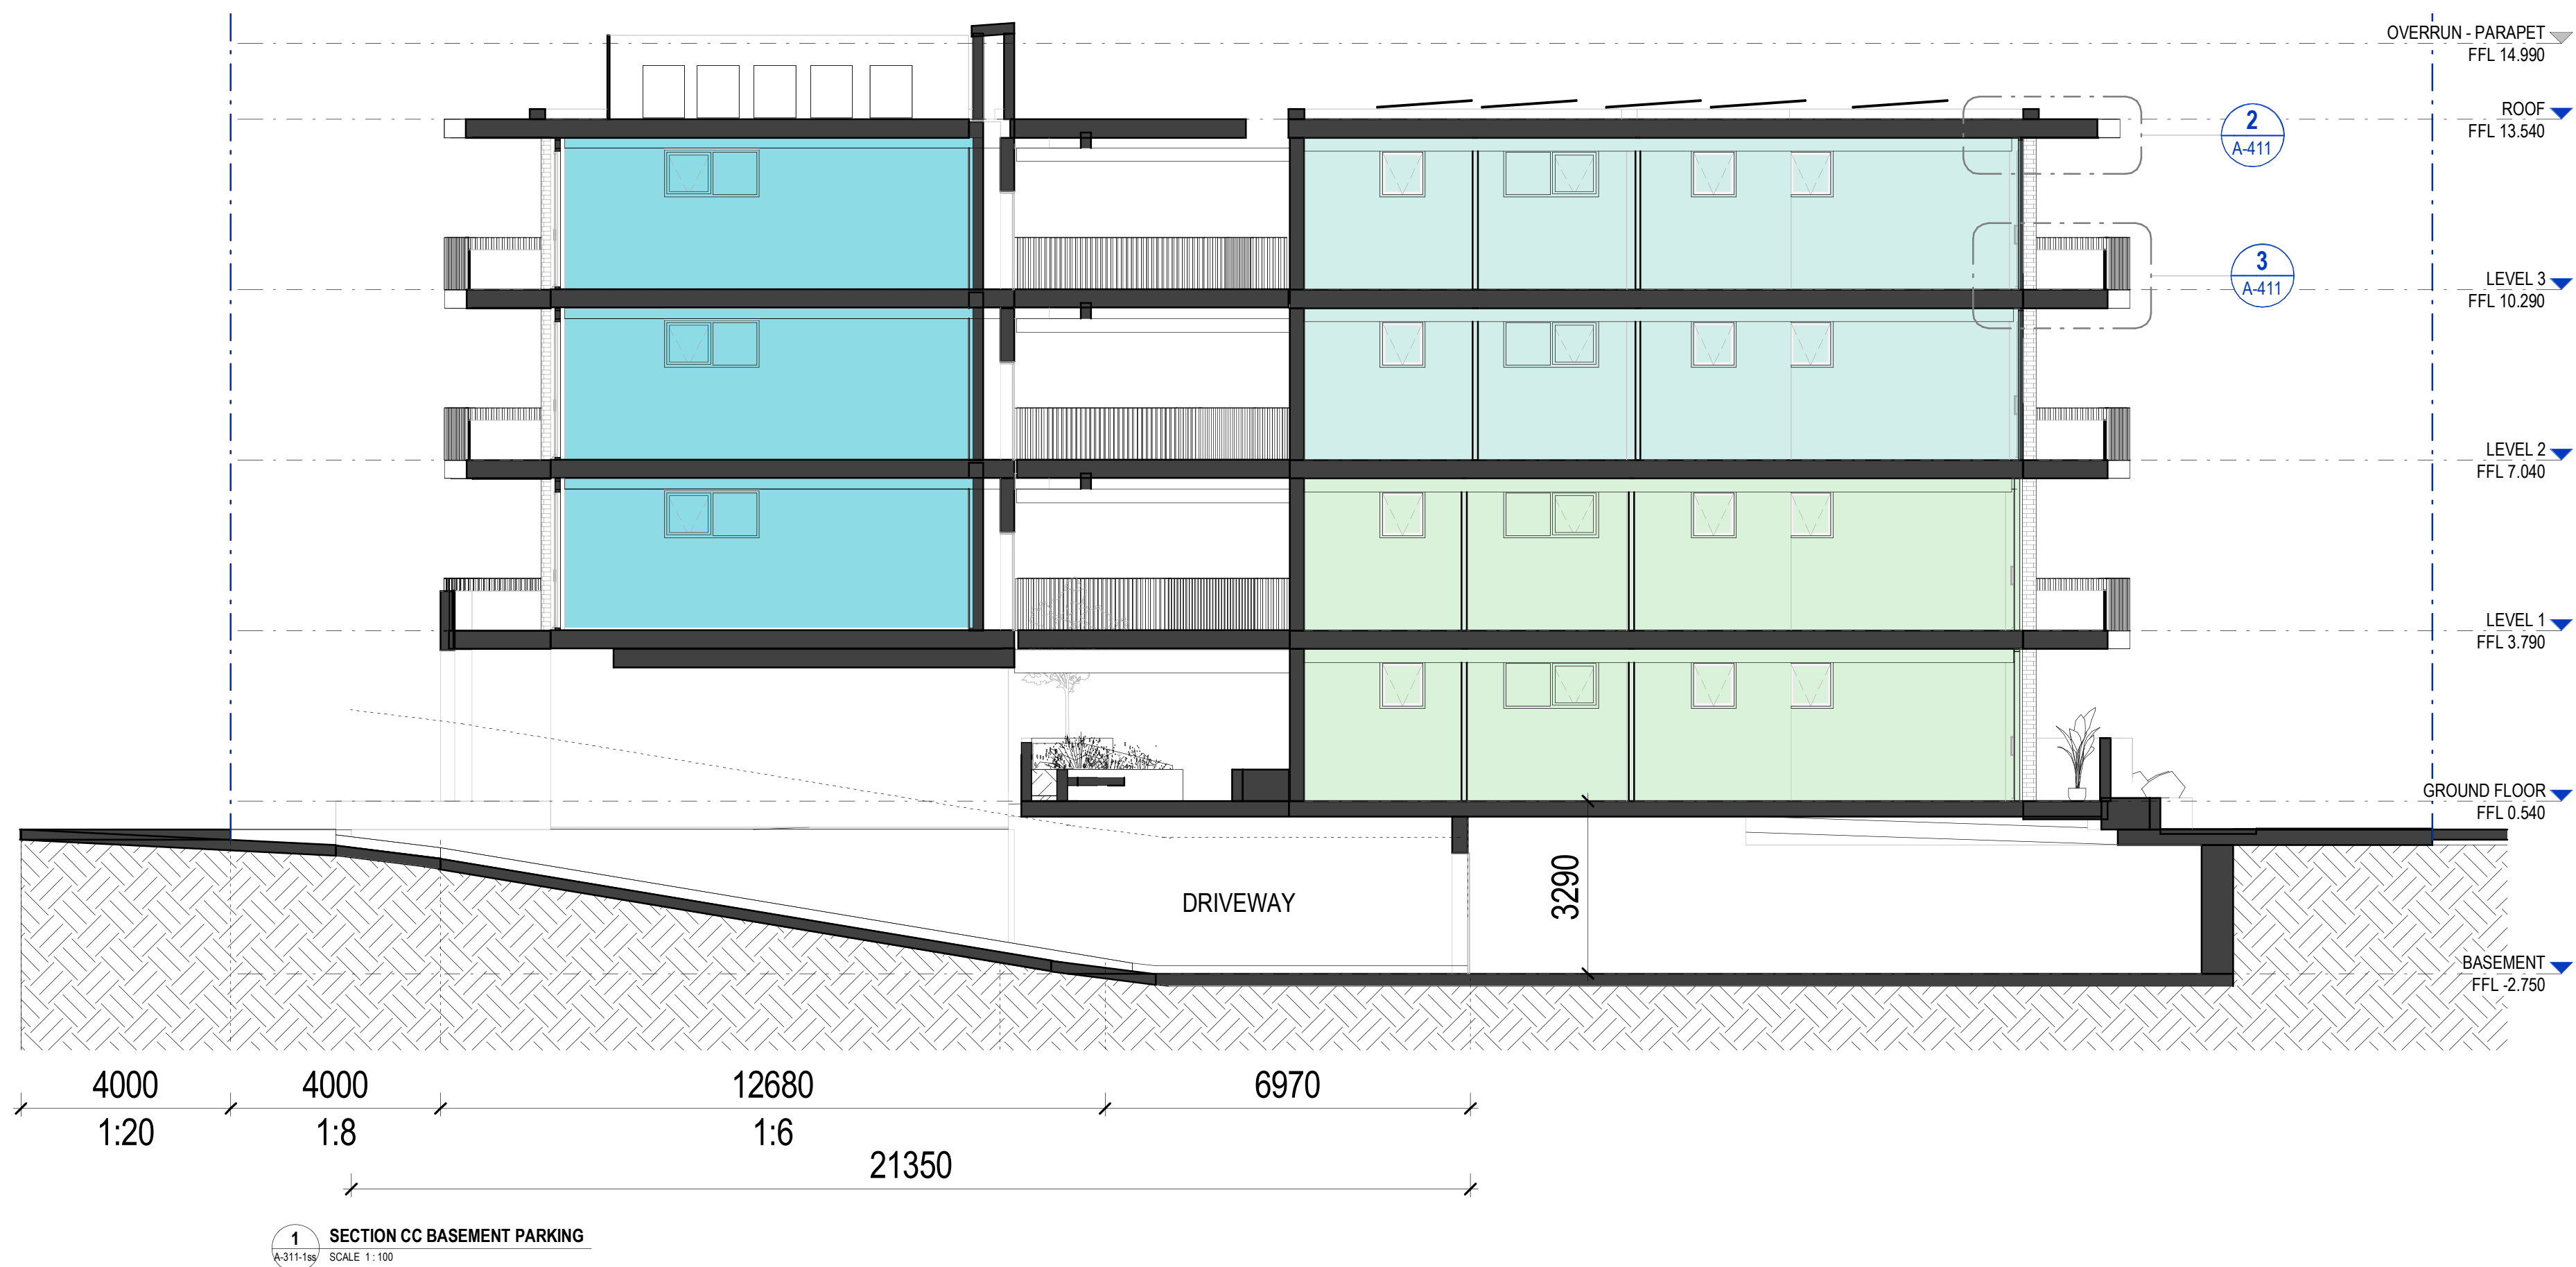 OVERRUN - PARAPET
FFL 14.990
ROOF
FFL 13.540
2
A-411
LEVEL 3
FFL 10.290
3
A-411
LEVEL 2
FFL 7.040
LEVEL 1
FFL 3.790
GROUND FLOOR
FFL 0.540
DRIVEWAY
3290
BASEMENT
FFL -2.750
4000
4000
12680
6970
1:20
1:8
1:6
21350
1
A-311-1ss
SECTION CC BASEMENT PARKING
SCALE 1 : 100